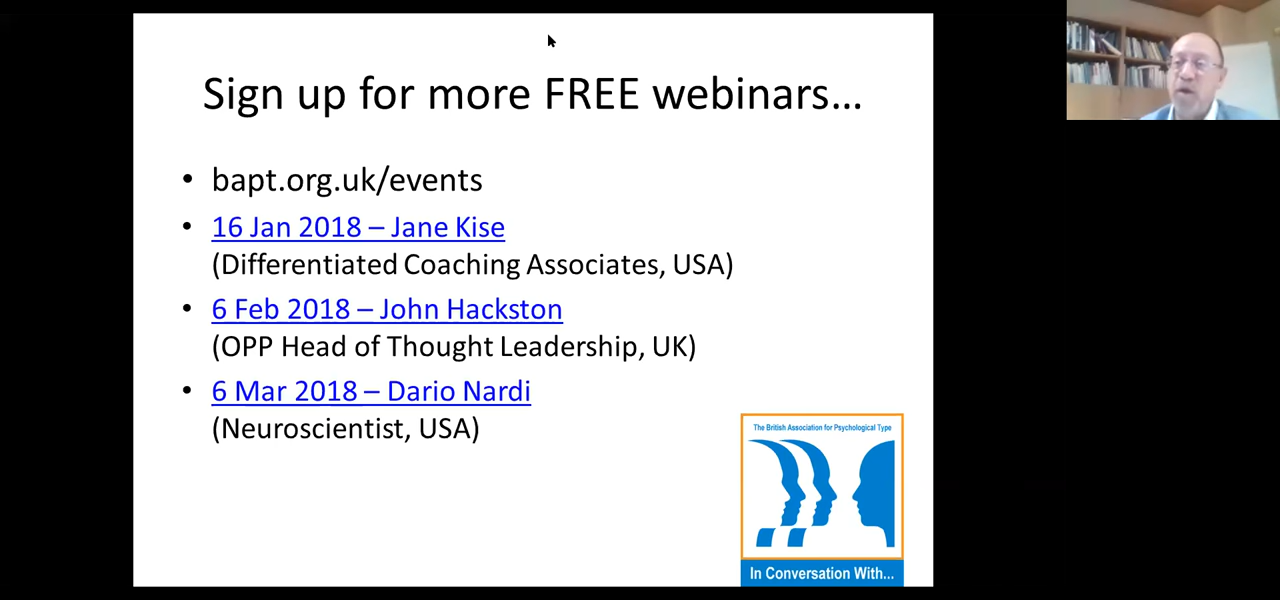 Sign up for more FREE webinars...
• bapt.org.uk/events
• 16 Jan 2018 – Jane Kise
(Differentiated Coaching Associates, USA)
• 6 Feb 2018 – John Hackston
(OPP Head of Thought Leadership, UK)
• 6 Mar 2018 – Dario Nardi
(Neuroscientist, USA)
The British Association for Psychological Type
In Conversation With...